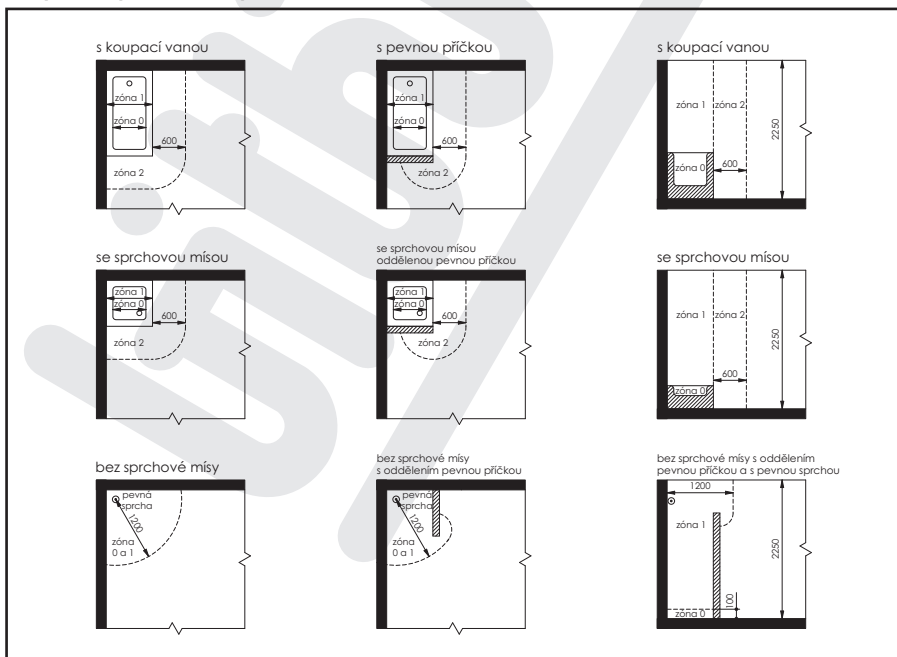 s koupací vanou
zóna 1
zóna 0
600
zóna 2
s pevnou příčkou
zóna 1
zóna 0
600
zóna 2
s koupací vanou
zóna 1
zóna 2
2250
zóna 0
600
se sprchovou mísou
zóna 1
zóna 0
600
zóna 2
se sprchovou mísou
oddělenou pevnou příčkou
zóna 1
zóna 0
600
zóna 2
se sprchovou mísou
zóna 1
zóna 2
2250
600
zóna 0
bez sprchové mísy
pevná
sprcha
1200
zóna
0 a 1
bez sprchové mísy
s oddělením pevnou příčkou
pevná
sprcha
1200
zóna
0 a 1
bez sprchové mísy s oddělením
pevnou příčkou a s pevnou sprchou
1200
zóna 1
2250
100
zóna 0